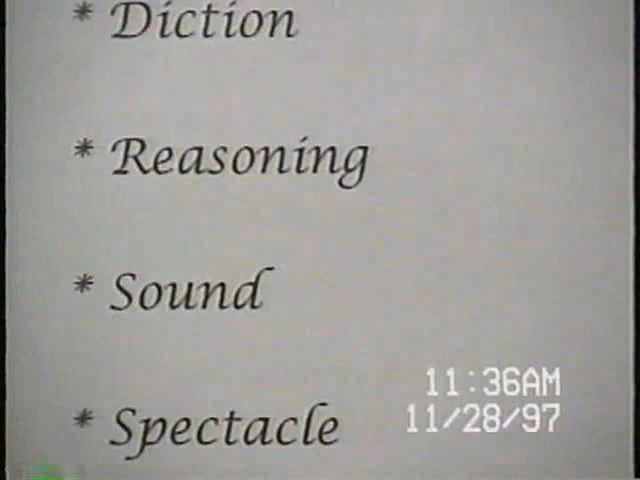 * Diction
* Reasoning
* Sound
* Spectacle
11:36AM
11/28/97